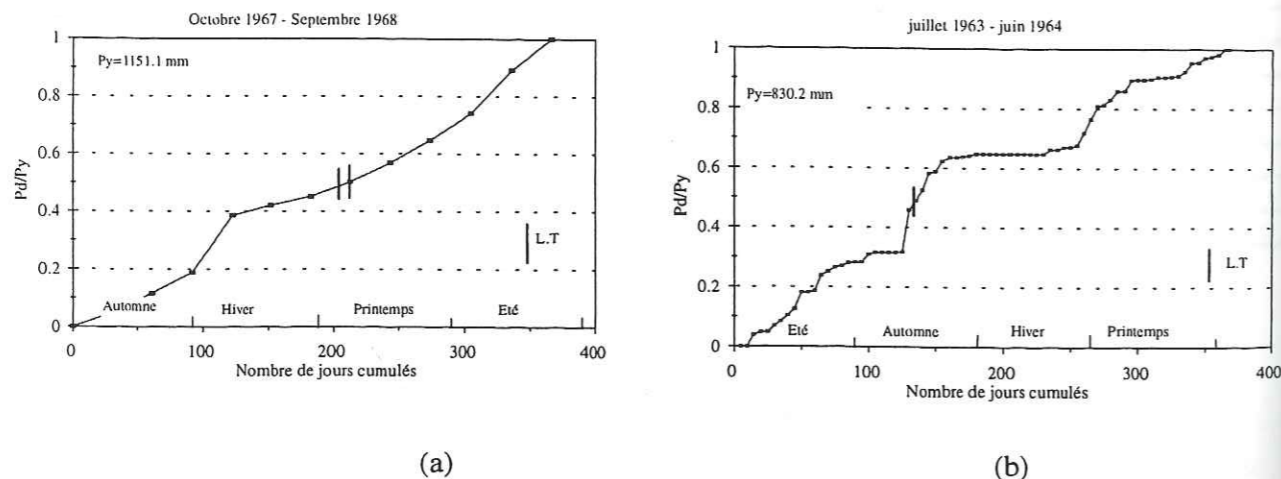 Octobre 1967 - Septembre 1968
1
Py=1151.1 mm
0.8
0.6
0.4
0.2
0
Pd/Py
L.T
Automne
Hiver
Printemps
Eté
0
100
200
300
400
Nombre de jours cumulés
(a)
juillet 1963 - juin 1964
1
0.8
Py=830.2 mm
0.6
0.4
0.2
0
Pd/Py
L.T
Eté
Automne
Hiver
Printemps
0
100
200
300
400
Nombre de jours cumulés
(b)